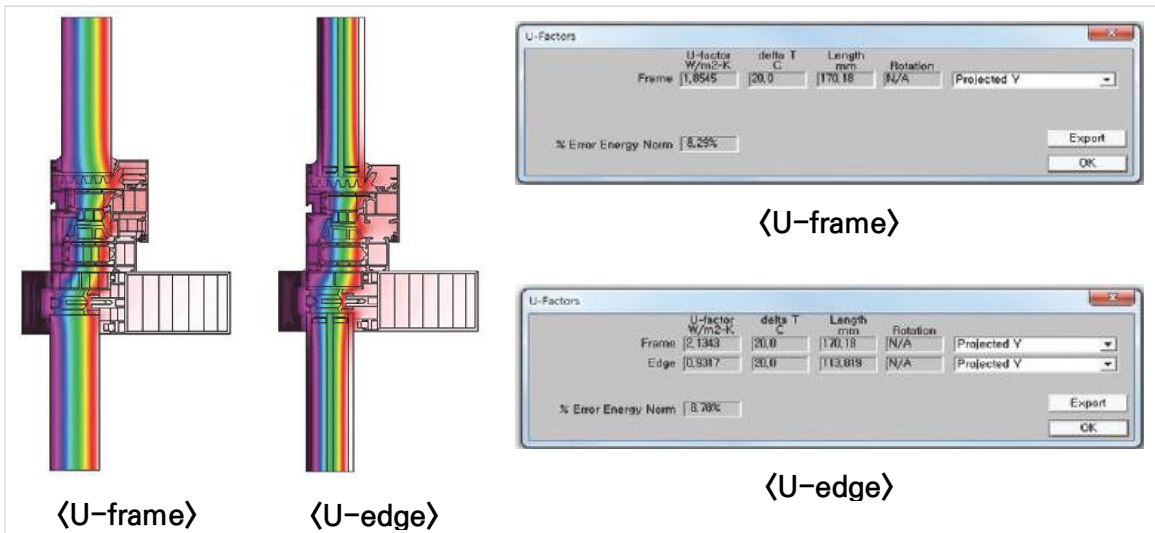 U-Factors
U-factor delta T Length
W/m2-K C mm Rotation
Frame 1,8545 20,0 170,18 N/A Projected Y
% Error Energy Norm 8,29%
Export
OK
〈U-frame〉
U-Factors
U-factor delta T Length
W/m2-K C mm Rotation
Frame 2,1343 20,0 170,18 N/A Projected Y
Edge 0,9317 20,0 Projected Y
% Error Energy Norm 8,78%
Export
OK
〈U-edge〉
〈U-frame〉 〈U-edge〉